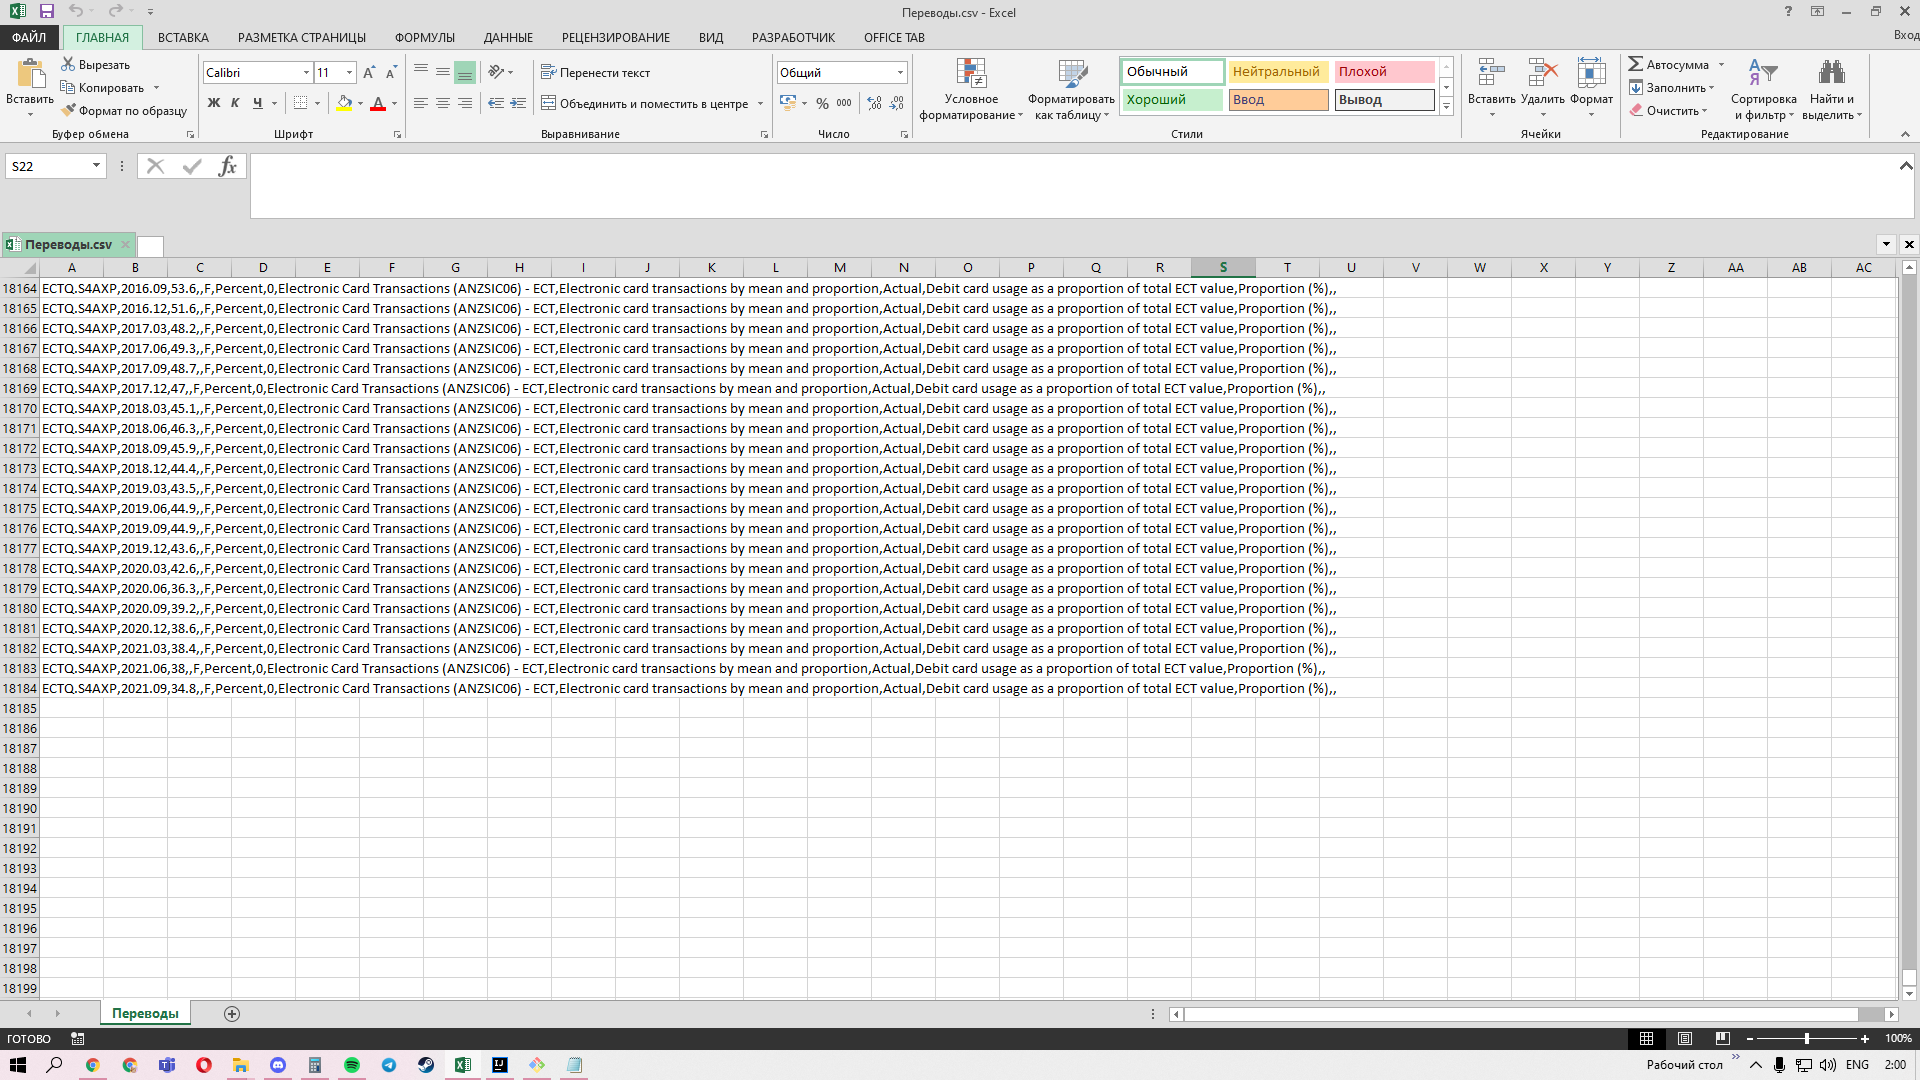 Переводы.csv - Excel
ФАЙЛ ГЛАВНАЯ ВСТАВКА РАЗМЕТКА СТРАНИЦЫ ФОРМУЛЫ ДАННЫЕ РЕЦЕНЗИРОВАНИЕ ВИД РАЗРАБОТЧИК OFFICE TAB Вход
Вставить
Вырезать
Копировать
Формат по образцу
Буфер обмена
Calibri 11
Ж К Ч
Шрифт
Перенести текст
Объединить и поместить в центре
Выравнивание
Общий
% 000
Число
Условное форматирование
Форматировать как таблицу
Обычный Нейтральный Плохой
Хороший Ввод Вывод
Стили
Вставить Удалить Формат
Ячейки
Автосумма
Заполнить
Очистить
Сортировка и фильтр
Найти и выделить
Редактирование
S22
fx
Переводы.csv
A B C D E F G H I J K L M N O P Q R S T U V W X Y Z AA AB AC
18164 ECTQ.S4AXP,2016.09,53.6,,F,Percent,0,Electronic Card Transactions (ANZSIC06) - ECT,Electronic card transactions by mean and proportion,Actual,Debit card usage as a proportion of total ECT value,Proportion (%),,
18165 ECTQ.S4AXP,2016.12,51.6,,F,Percent,0,Electronic Card Transactions (ANZSIC06) - ECT,Electronic card transactions by mean and proportion,Actual,Debit card usage as a proportion of total ECT value,Proportion (%),,
18166 ECTQ.S4AXP,2017.03,48.2,,F,Percent,0,Electronic Card Transactions (ANZSIC06) - ECT,Electronic card transactions by mean and proportion,Actual,Debit card usage as a proportion of total ECT value,Proportion (%),,
18167 ECTQ.S4AXP,2017.06,49.3,,F,Percent,0,Electronic Card Transactions (ANZSIC06) - ECT,Electronic card transactions by mean and proportion,Actual,Debit card usage as a proportion of total ECT value,Proportion (%),,
18168 ECTQ.S4AXP,2017.09,48.7,,F,Percent,0,Electronic Card Transactions (ANZSIC06) - ECT,Electronic card transactions by mean and proportion,Actual,Debit card usage as a proportion of total ECT value,Proportion (%),,
18169 ECTQ.S4AXP,2017.12,47,,F,Percent,0,Electronic Card Transactions (ANZSIC06) - ECT,Electronic card transactions by mean and proportion,Actual,Debit card usage as a proportion of total ECT value,Proportion (%),,
18170 ECTQ.S4AXP,2018.03,45.1,,F,Percent,0,Electronic Card Transactions (ANZSIC06) - ECT,Electronic card transactions by mean and proportion,Actual,Debit card usage as a proportion of total ECT value,Proportion (%),,
18171 ECTQ.S4AXP,2018.06,46.3,,F,Percent,0,Electronic Card Transactions (ANZSIC06) - ECT,Electronic card transactions by mean and proportion,Actual,Debit card usage as a proportion of total ECT value,Proportion (%),,
18172 ECTQ.S4AXP,2018.09,45.9,,F,Percent,0,Electronic Card Transactions (ANZSIC06) - ECT,Electronic card transactions by mean and proportion,Actual,Debit card usage as a proportion of total ECT value,Proportion (%),,
18173 ECTQ.S4AXP,2018.12,44.4,,F,Percent,0,Electronic Card Transactions (ANZSIC06) - ECT,Electronic card transactions by mean and proportion,Actual,Debit card usage as a proportion of total ECT value,Proportion (%),,
18174 ECTQ.S4AXP,2019.03,43.5,,F,Percent,0,Electronic Card Transactions (ANZSIC06) - ECT,Electronic card transactions by mean and proportion,Actual,Debit card usage as a proportion of total ECT value,Proportion (%),,
18175 ECTQ.S4AXP,2019.06,44.9,,F,Percent,0,Electronic Card Transactions (ANZSIC06) - ECT,Electronic card transactions by mean and proportion,Actual,Debit card usage as a proportion of total ECT value,Proportion (%),,
18176 ECTQ.S4AXP,2019.09,44.9,,F,Percent,0,Electronic Card Transactions (ANZSIC06) - ECT,Electronic card transactions by mean and proportion,Actual,Debit card usage as a proportion of total ECT value,Proportion (%),,
18177 ECTQ.S4AXP,2019.12,43.6,,F,Percent,0,Electronic Card Transactions (ANZSIC06) - ECT,Electronic card transactions by mean and proportion,Actual,Debit card usage as a proportion of total ECT value,Proportion (%),,
18178 ECTQ.S4AXP,2020.03,42.6,,F,Percent,0,Electronic Card Transactions (ANZSIC06) - ECT,Electronic card transactions by mean and proportion,Actual,Debit card usage as a proportion of total ECT value,Proportion (%),,
18179 ECTQ.S4AXP,2020.06,36.3,,F,Percent,0,Electronic Card Transactions (ANZSIC06) - ECT,Electronic card transactions by mean and proportion,Actual,Debit card usage as a proportion of total ECT value,Proportion (%),,
18180 ECTQ.S4AXP,2020.09,39.2,,F,Percent,0,Electronic Card Transactions (ANZSIC06) - ECT,Electronic card transactions by mean and proportion,Actual,Debit card usage as a proportion of total ECT value,Proportion (%),,
18181 ECTQ.S4AXP,2020.12,38.6,,F,Percent,0,Electronic Card Transactions (ANZSIC06) - ECT,Electronic card transactions by mean and proportion,Actual,Debit card usage as a proportion of total ECT value,Proportion (%),,
18182 ECTQ.S4AXP,2021.03,38.4,,F,Percent,0,Electronic Card Transactions (ANZSIC06) - ECT,Electronic card transactions by mean and proportion,Actual,Debit card usage as a proportion of total ECT value,Proportion (%),,
18183 ECTQ.S4AXP,2021.06,38,,F,Percent,0,Electronic Card Transactions (ANZSIC06) - ECT,Electronic card transactions by mean and proportion,Actual,Debit card usage as a proportion of total ECT value,Proportion (%),,
18184 ECTQ.S4AXP,2021.09,34.8,,F,Percent,0,Electronic Card Transactions (ANZSIC06) - ECT,Electronic card transactions by mean and proportion,Actual,Debit card usage as a proportion of total ECT value,Proportion (%),,
18185
18186
18187
18188
18189
18190
18191
18192
18193
18194
18195
18196
18197
18198
18199
Переводы
ГОТОВО 100%
Рабочий стол ENG 2:00